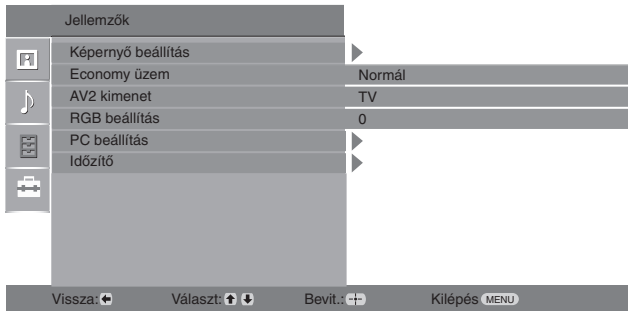 Jellemzők
Képernyő beállítás
Economy üzem Normál
AV2 kimenet TV
RGB beállítás 0
PC beállítás
Időzítő
Vissza: Választ: Bevit.: Kilépés MENU